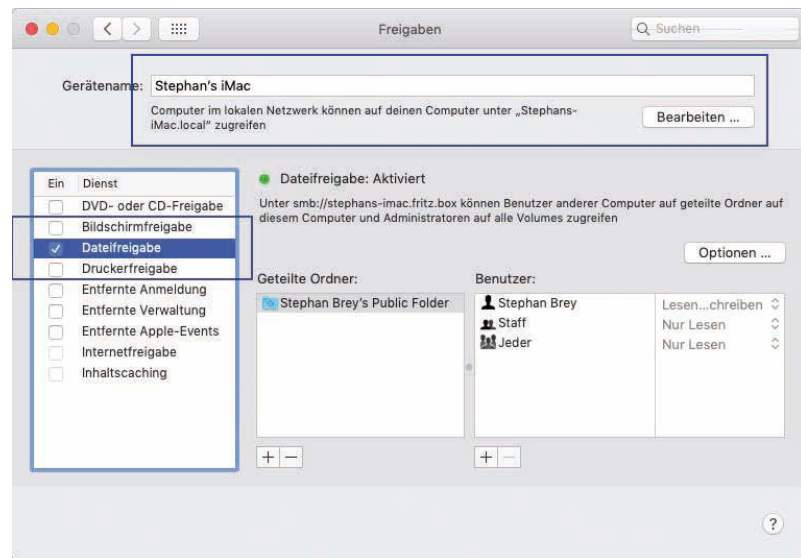 Freigaben
Suchen
Gerätename: Stephan's iMac
Computer im lokalen Netzwerk können auf deinen Computer unter „Stephans-
iMac.local" zugreifen
Bearbeiten ...
Ein Dienst
DVD- oder CD-Freigabe
Bildschirmfreigabe
Dateifreigabe
Druckerfreigabe
Entfernte Anmeldung
Entfernte Verwaltung
Entfernte Apple-Events
Internetfreigabe
Inhaltscaching
Dateifreigabe: Aktiviert
Unter smb://stephans-imac.fritz.box können Benutzer anderer Computer auf geteilte Ordner auf
diesem Computer und Administratoren auf alle Volumes zugreifen
Optionen ...
Geteilte Ordner:
Stephan Brey's Public Folder
+ −
Benutzer:
Stephan Brey Lesen...chreiben
Staff Nur Lesen
Jeder Nur Lesen
+ −
?